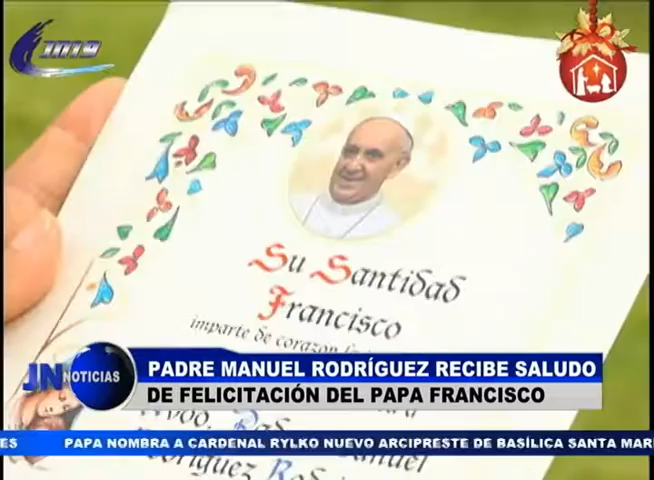 Su Santidad
Francisco
imparte de corazón
JN NOTICIAS
PADRE MANUEL RODRÍGUEZ RECIBE SALUDO
DE FELICITACIÓN DEL PAPA FRANCISCO
ES PAPA NOMBRA A CARDENAL RYLKO NUEVO ARCIPRESTE DE BASÍLICA SANTA MAR